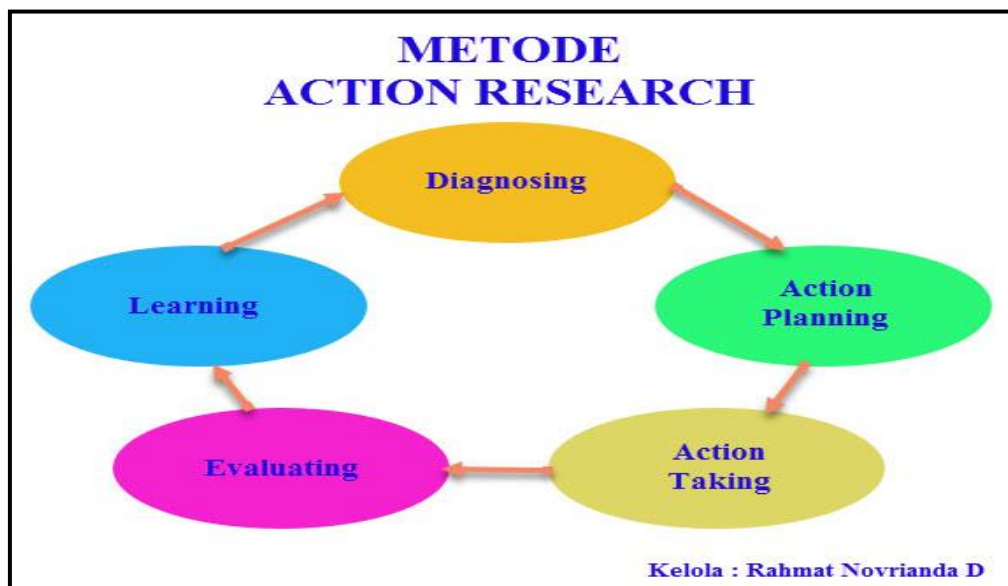 METODE
ACTION RESEARCH
Diagnosing
Action
Planning
Action
Taking
Evaluating
Learning
Kelola : Rahmat Novrianda D